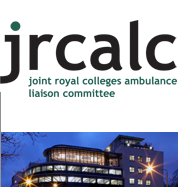 jrcalc
joint royal colleges ambulance
liaison committee